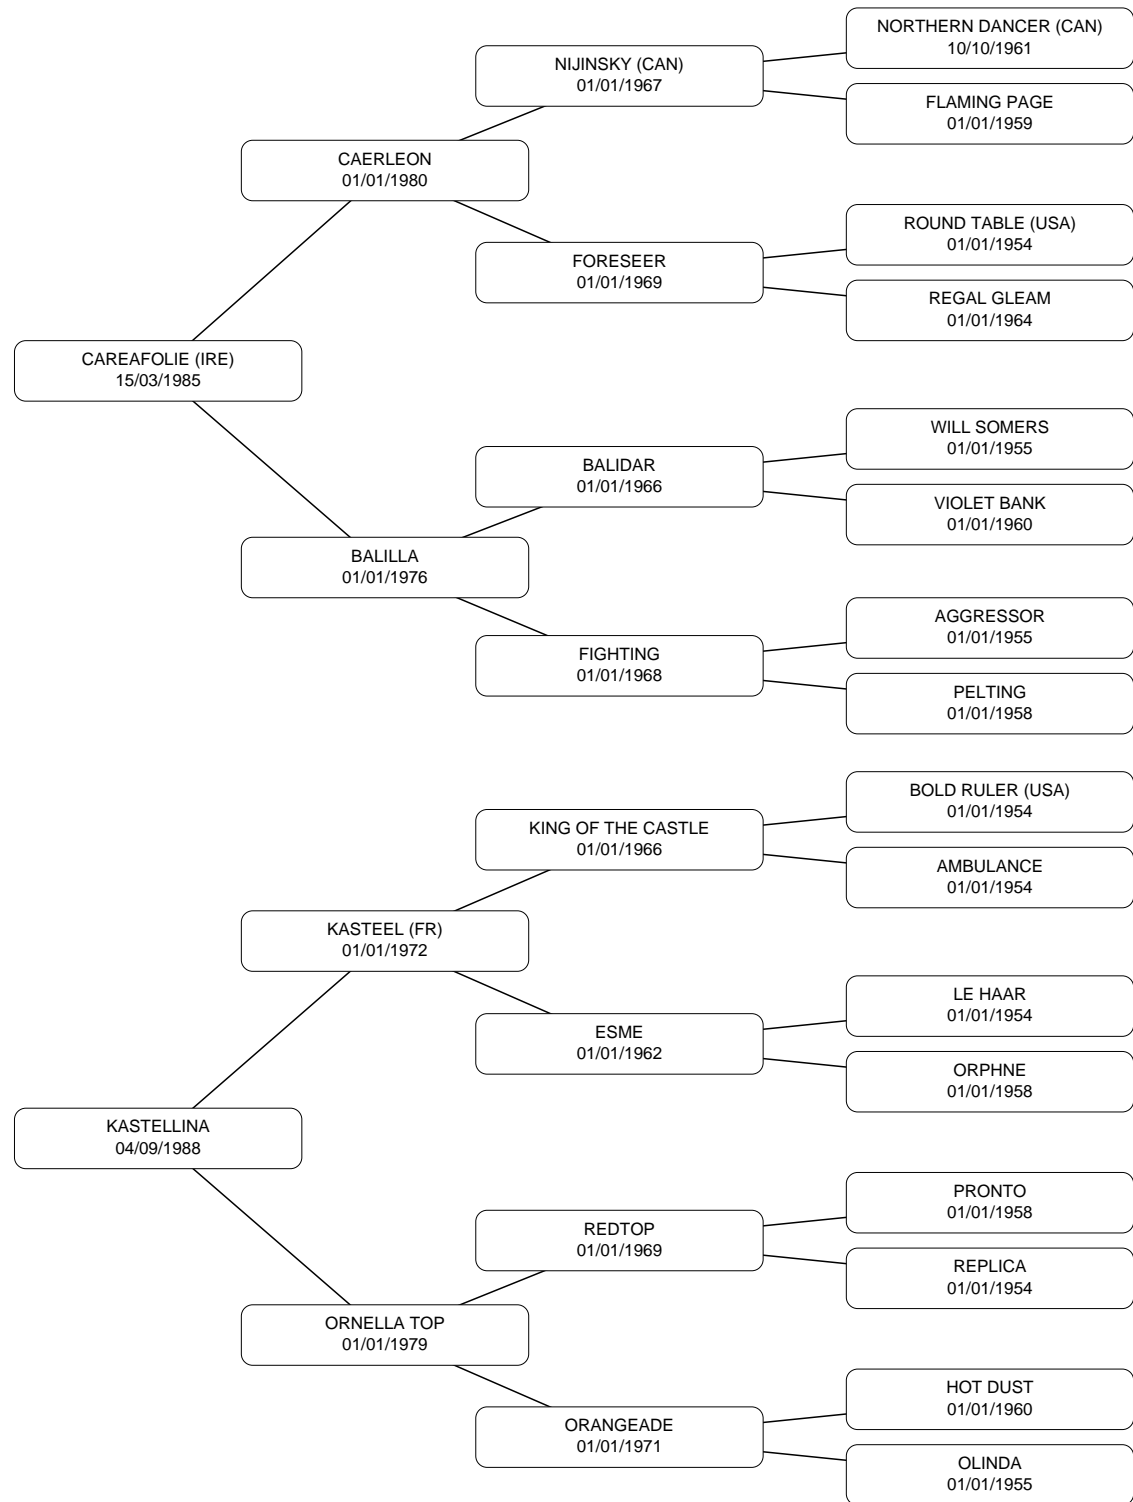 NORTHERN DANCER (CAN)
10/10/1961
NIJINSKY (CAN)
01/01/1967
FLAMING PAGE
01/01/1959
CAERLEON
01/01/1980
ROUND TABLE (USA)
01/01/1954
FORESEER
01/01/1969
REGAL GLEAM
01/01/1964
CAREAFOLIE (IRE)
15/03/1985
WILL SOMERS
01/01/1955
BALIDAR
01/01/1966
VIOLET BANK
01/01/1960
BALILLA
01/01/1976
AGGRESSOR
01/01/1955
FIGHTING
01/01/1968
PELTING
01/01/1958
BOLD RULER (USA)
01/01/1954
KING OF THE CASTLE
01/01/1966
AMBULANCE
01/01/1954
KASTEEL (FR)
01/01/1972
LE HAAR
01/01/1954
ESME
01/01/1962
ORPHNE
01/01/1958
KASTELLINA
04/09/1988
PRONTO
01/01/1958
REDTOP
01/01/1969
REPLICA
01/01/1954
ORNELLA TOP
01/01/1979
HOT DUST
01/01/1960
ORANGEADE
01/01/1971
OLINDA
01/01/1955